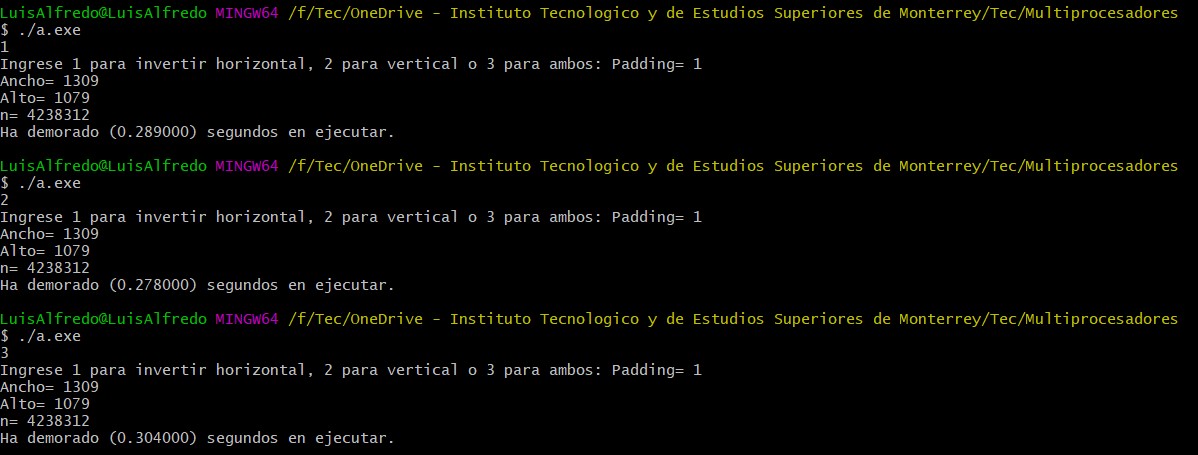 LuisAlfredo@LuisAlfredo MINGW64 /f/Tec/OneDrive - Instituto Tecnologico y de Estudios Superiores de Monterrey/Tec/Multiprocesadores
$ ./a.exe
1
Ingrese 1 para invertir horizontal, 2 para vertical o 3 para ambos: Padding= 1
Ancho= 1309
Alto= 1079
n= 4238312
Ha demorado (0.289000) segundos en ejecutar.
LuisAlfredo@LuisAlfredo MINGW64 /f/Tec/OneDrive - Instituto Tecnologico y de Estudios Superiores de Monterrey/Tec/Multiprocesadores
$ ./a.exe
2
Ingrese 1 para invertir horizontal, 2 para vertical o 3 para ambos: Padding= 1
Ancho= 1309
Alto= 1079
n= 4238312
Ha demorado (0.278000) segundos en ejecutar.
LuisAlfredo@LuisAlfredo MINGW64 /f/Tec/OneDrive - Instituto Tecnologico y de Estudios Superiores de Monterrey/Tec/Multiprocesadores
$ ./a.exe
3
Ingrese 1 para invertir horizontal, 2 para vertical o 3 para ambos: Padding= 1
Ancho= 1309
Alto= 1079
n= 4238312
Ha demorado (0.304000) segundos en ejecutar.